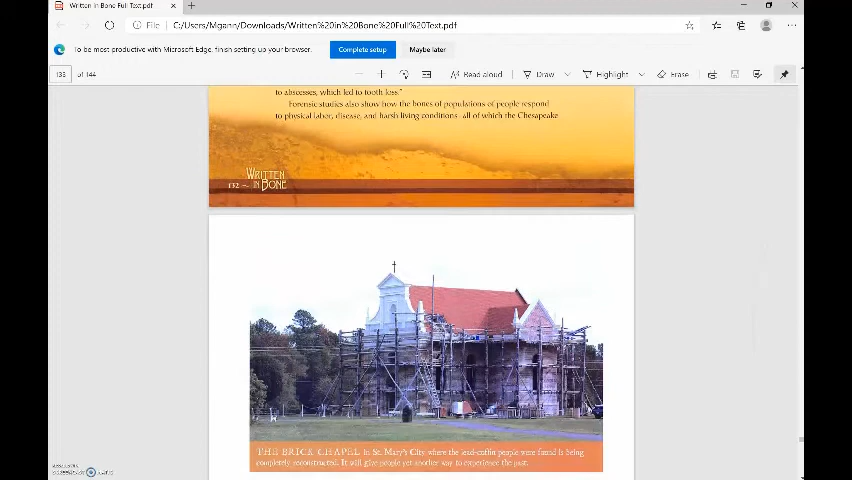 Written in Bone Full Text.pdf
File
C:/Users/Mgann/Downloads/Written%20in%20Bone%20Full%20Text.pdf
To be most productive with Microsoft Edge, finish setting up your browser.
Complete setup
Maybe later
133 of 144
Read aloud
Draw
Highlight
Erase
to abscesses, which led to tooth loss."
Forensic studies also show how the bones of populations of people respond
to physical labor, disease, and harsh living conditions all of which the Chesapeake
132 ~ WRITTEN IN BONE
THE BRICK CHAPEL in St. Mary's City where the lead-coffin people were found is being
completely reconstructed. It will give people yet another way to experience the past.